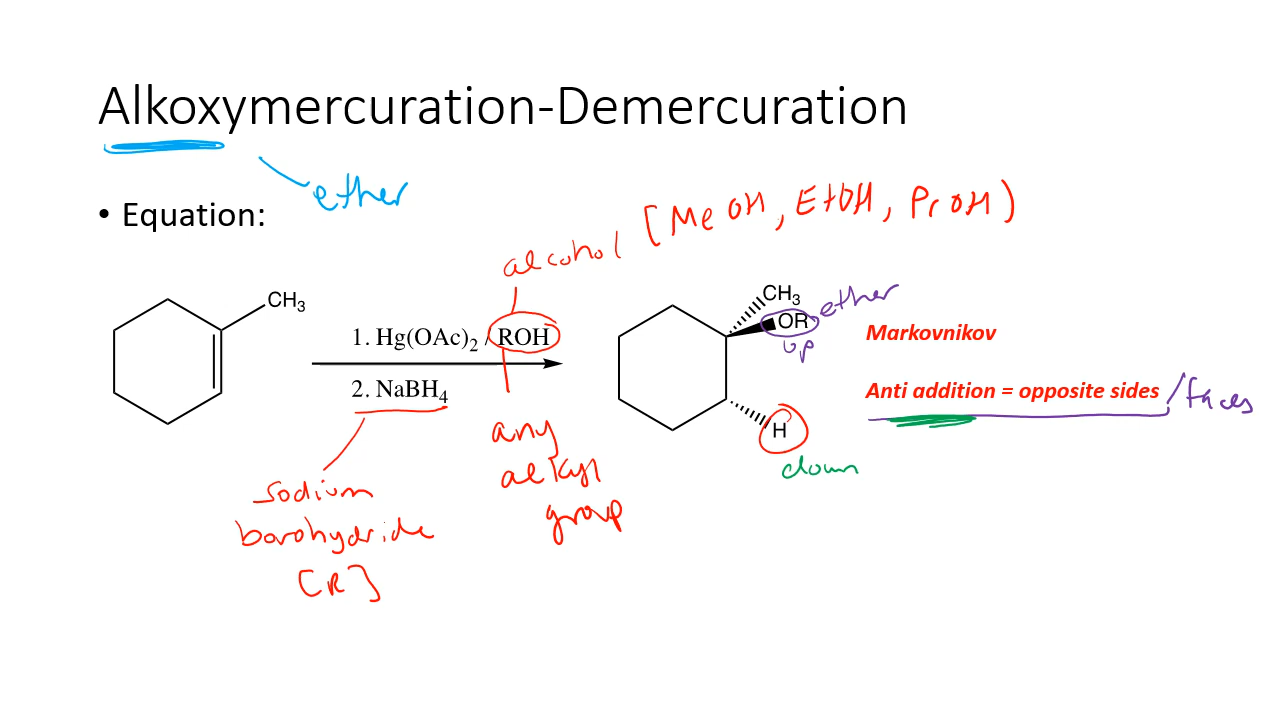 Alkoxymercuration-Demercuration
ether
• Equation:
alcohol [MeOH, EtOH, PrOH)
CH3
1. Hg(OAc)2 / ROH
2. NaBH4
CH3
OR
ether
up
H
down
Markovnikov
Anti addition = opposite sides /faces
any
alkyl
group
sodium
borohydride
[R]